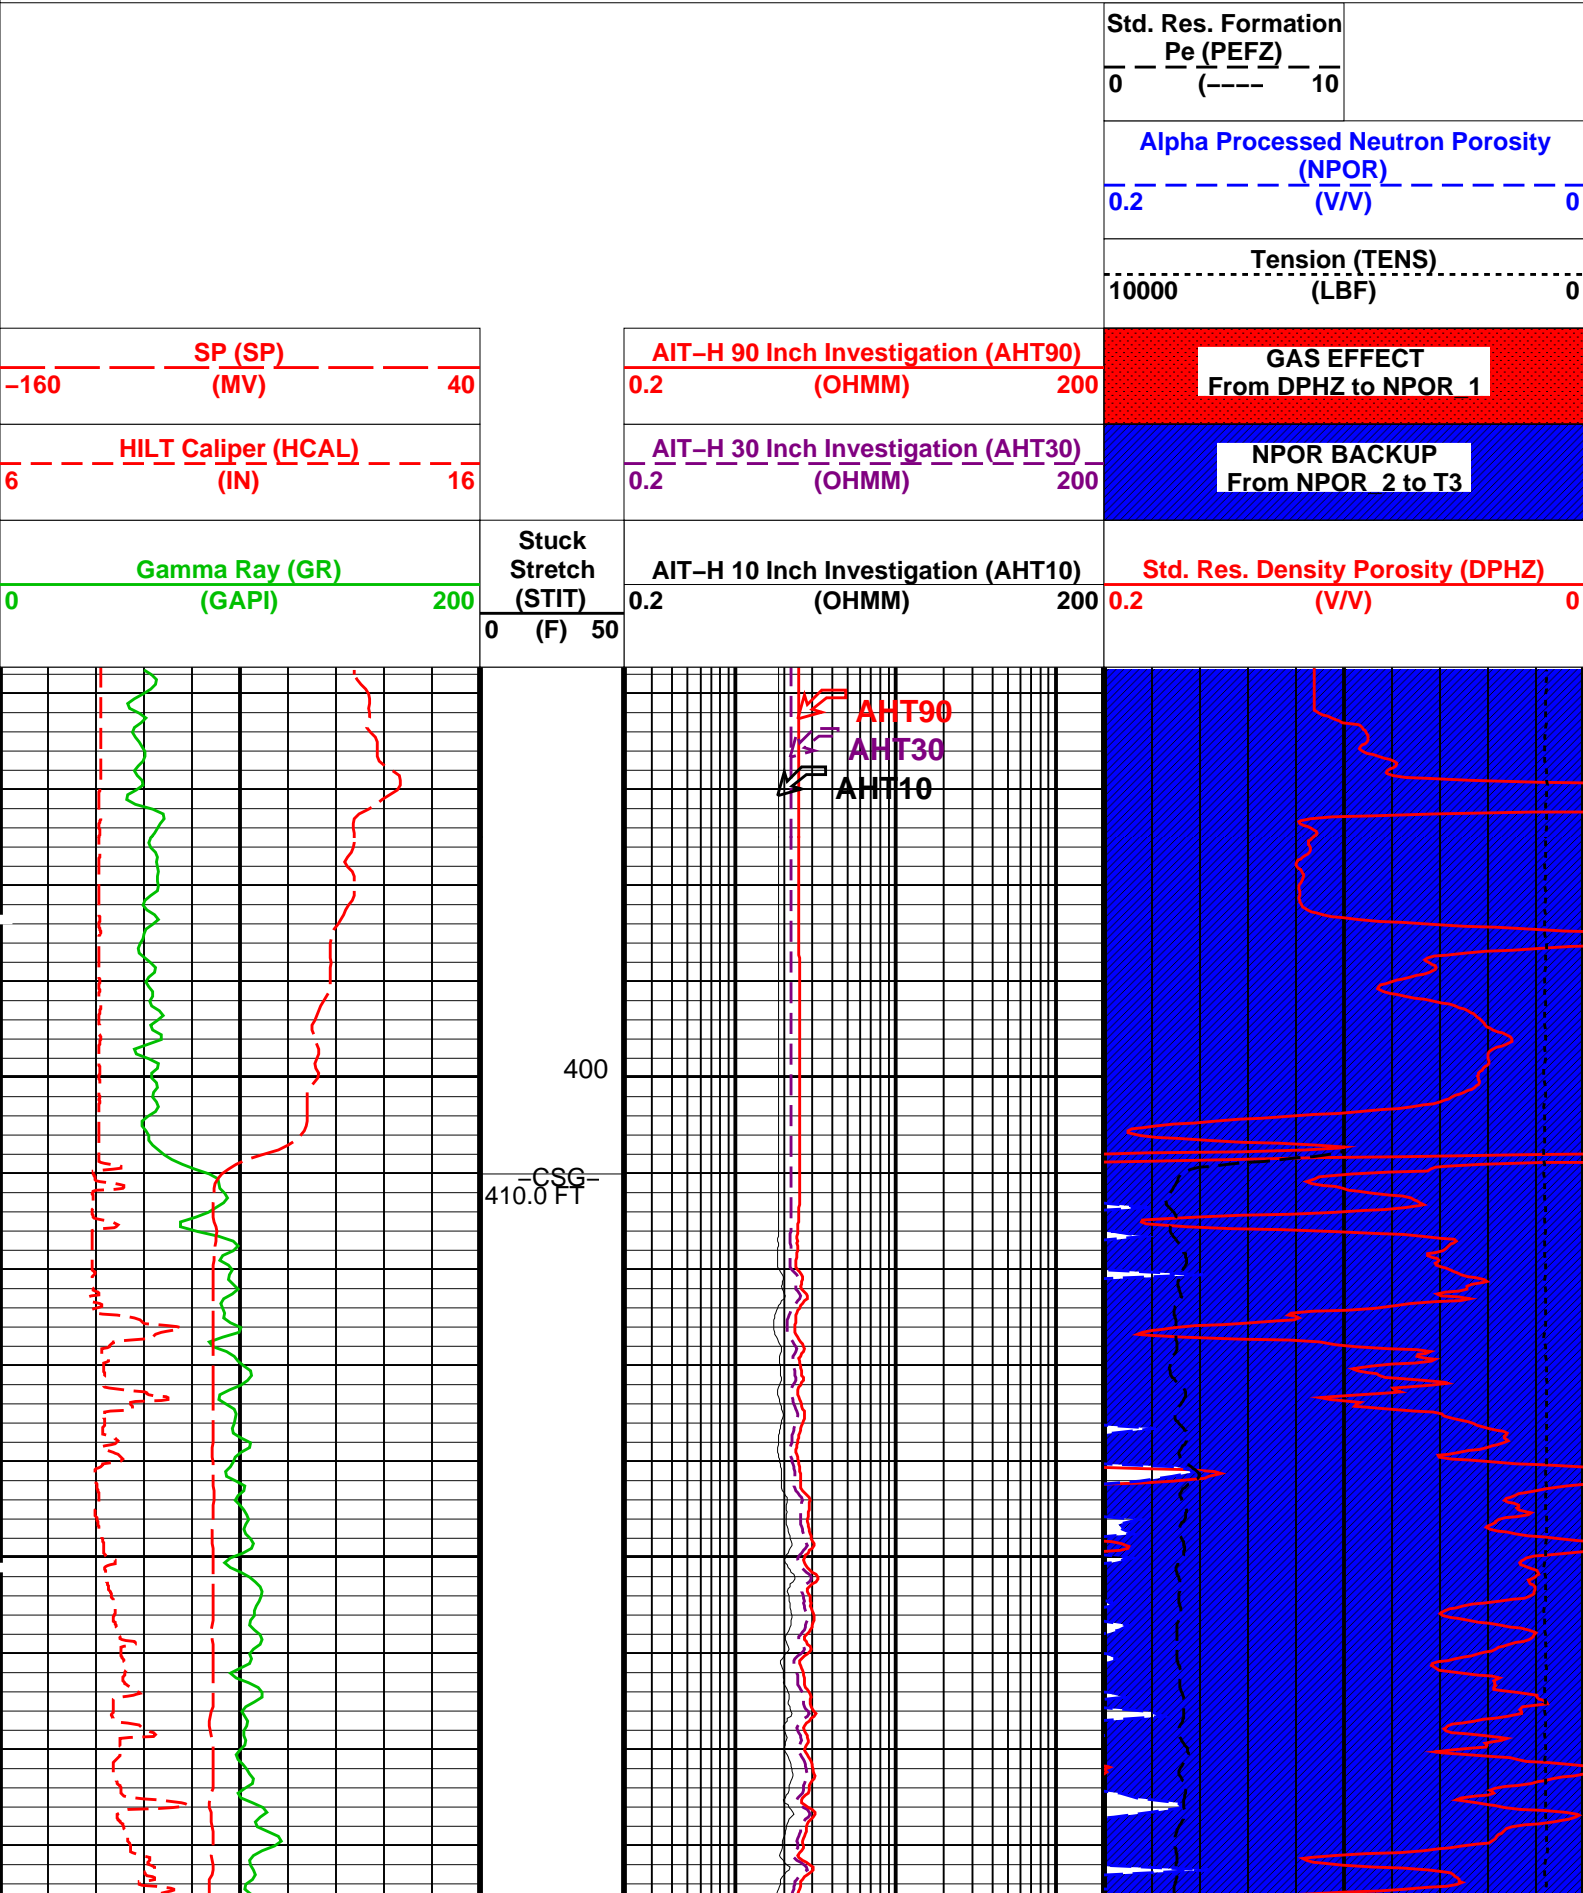 Std. Res. Formation
Pe (PEFZ)
0 (---- 10
Alpha Processed Neutron Porosity
(NPOR)
0.2 (V/V) 0
Tension (TENS)
10000 (LBF) 0
SP (SP)
-160 (MV) 40
AIT-H 90 Inch Investigation (AHT90)
0.2 (OHMM) 200
GAS EFFECT
From DPHZ to NPOR_1
HILT Caliper (HCAL)
6 (IN) 16
AIT-H 30 Inch Investigation (AHT30)
0.2 (OHMM) 200
NPOR BACKUP
From NPOR_2 to T3
Gamma Ray (GR)
0 (GAPI) 200
Stuck
Stretch
(STIT)
0 (F) 50
AIT-H 10 Inch Investigation (AHT10)
0.2 (OHMM) 200
Std. Res. Density Porosity (DPHZ)
0.2 (V/V) 0
AHT90
AHT30
AHT10
400
-CSG-
410.0 FT